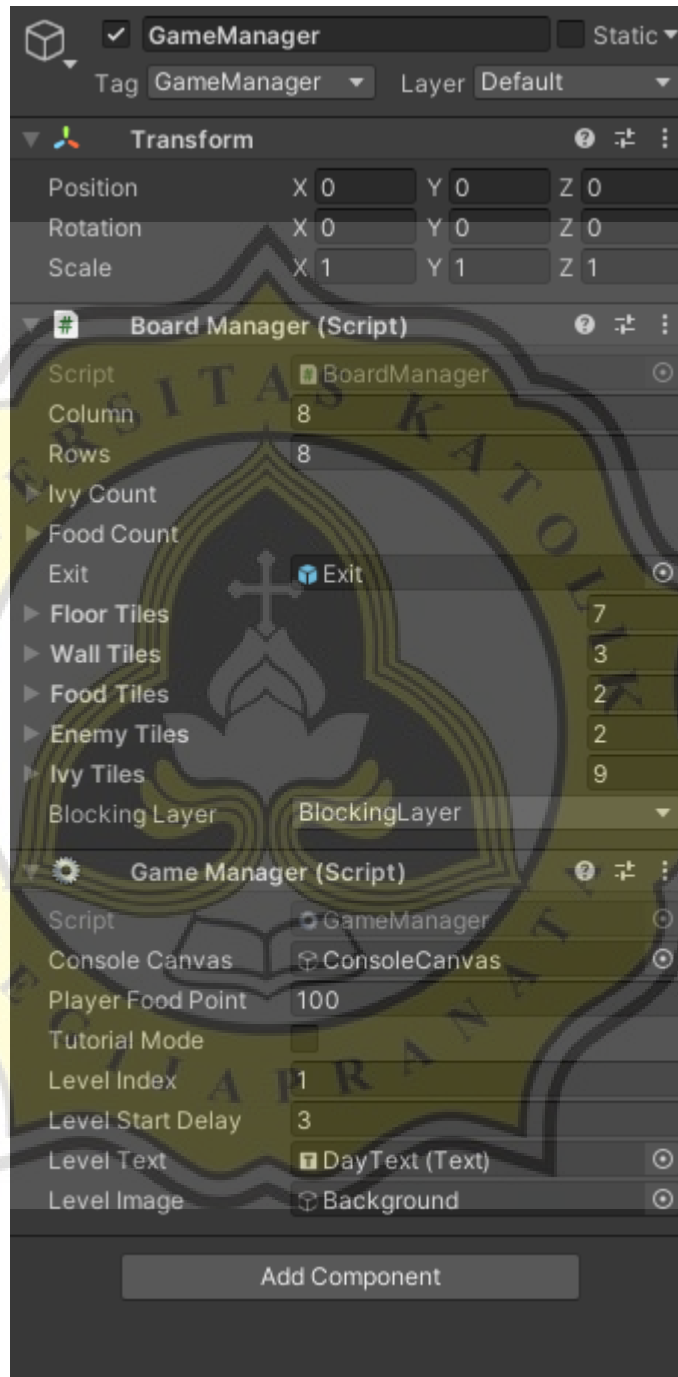 GameManager Static
Tag GameManager Layer Default
Transform
Position X 0 Y 0 Z 0
Rotation X 0 Y 0 Z 0
Scale X 1 Y 1 Z 1
Board Manager (Script)
Script BoardManager
Column 8
Rows 8
Ivy Count
Food Count
Exit Exit
Floor Tiles 7
Wall Tiles 3
Food Tiles 2
Enemy Tiles 2
Ivy Tiles 9
Blocking Layer BlockingLayer
Game Manager (Script)
Script GameManager
Console Canvas ConsoleCanvas
Player Food Point 100
Tutorial Mode
Level Index 1
Level Start Delay 3
Level Text DayText (Text)
Level Image Background
Add Component
ERSITAS KATOLIK
GIJAPRANATA